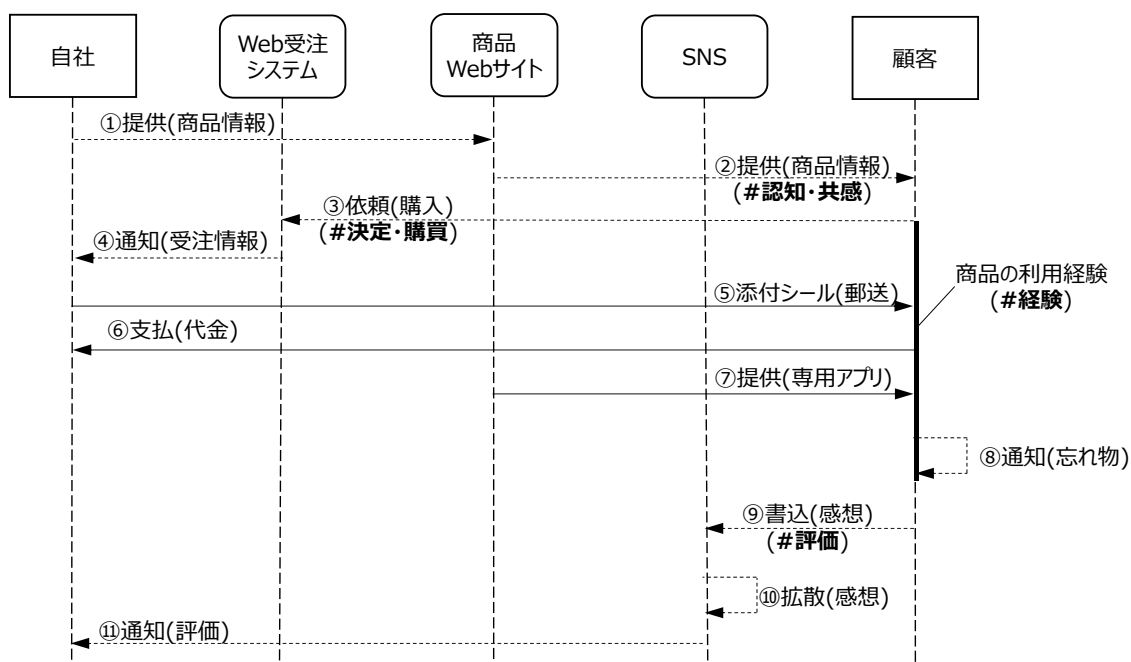 自社
Web受注
システム
商品
Webサイト
SNS
顧客
①提供(商品情報)
②提供(商品情報)
(#認知・共感)
③依頼(購入)
(#決定・購買)
④通知(受注情報)
商品の利用経験
(#経験)
⑤添付シール(郵送)
⑥支払(代金)
⑦提供(専用アプリ)
⑧通知(忘れ物)
⑨書込(感想)
(#評価)
⑩拡散(感想)
⑪通知(評価)